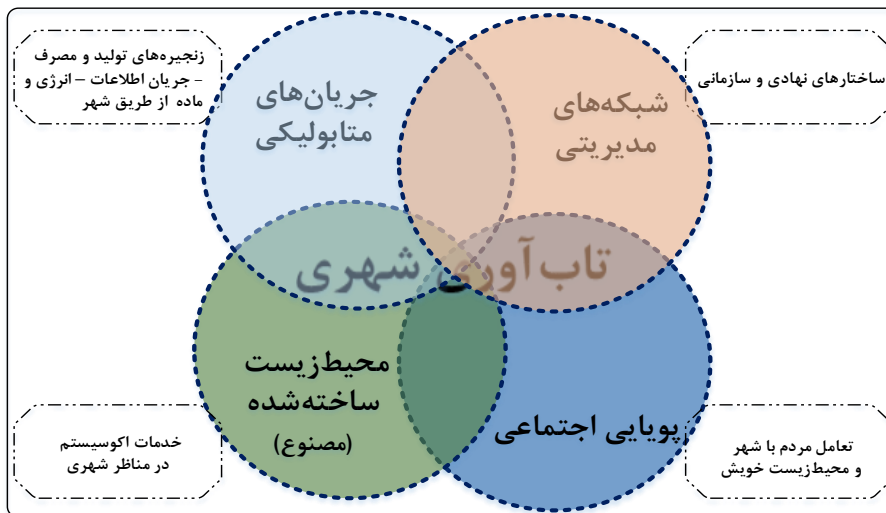 ساختارهای نهادی و سازمانی
زنجیره‌های تولید و مصرف
– جریان اطلاعات – انرژی و
ماده از طریق شهر
شبکه‌های
مدیریتی
جریان‌های
متابولیکی
تاب‌آوری شهری
محیط‌زیست
ساخته‌شده
(مصنوع)
پویایی اجتماعی
تعامل مردم با شهر
و محیط‌زیست خویش
خدمات اکوسیستم
در مناظر شهری